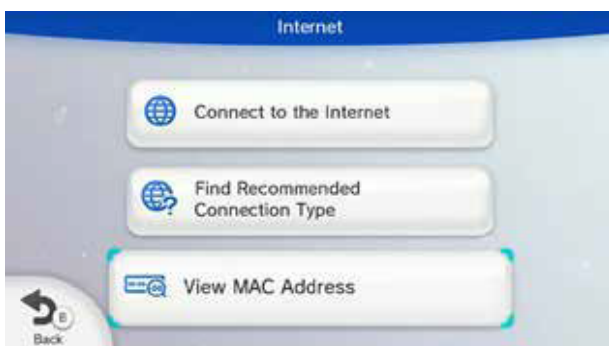 Internet
Connect to the Internet
Find Recommended
Connection Type
View MAC Address
B
Back